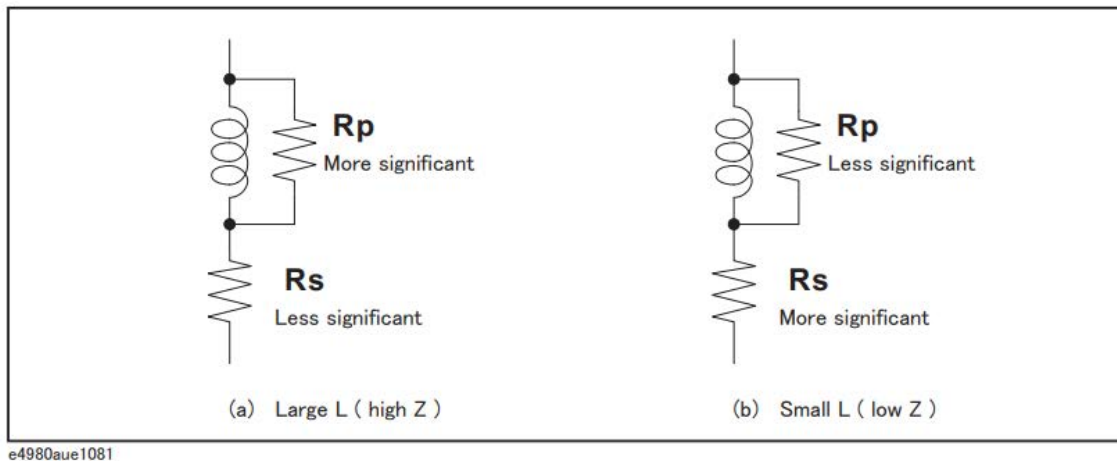 Rp
More significant
Rs
Less significant
(a) Large L ( high Z )
Rp
Less significant
Rs
More significant
(b) Small L ( low Z )
e4980aue1081